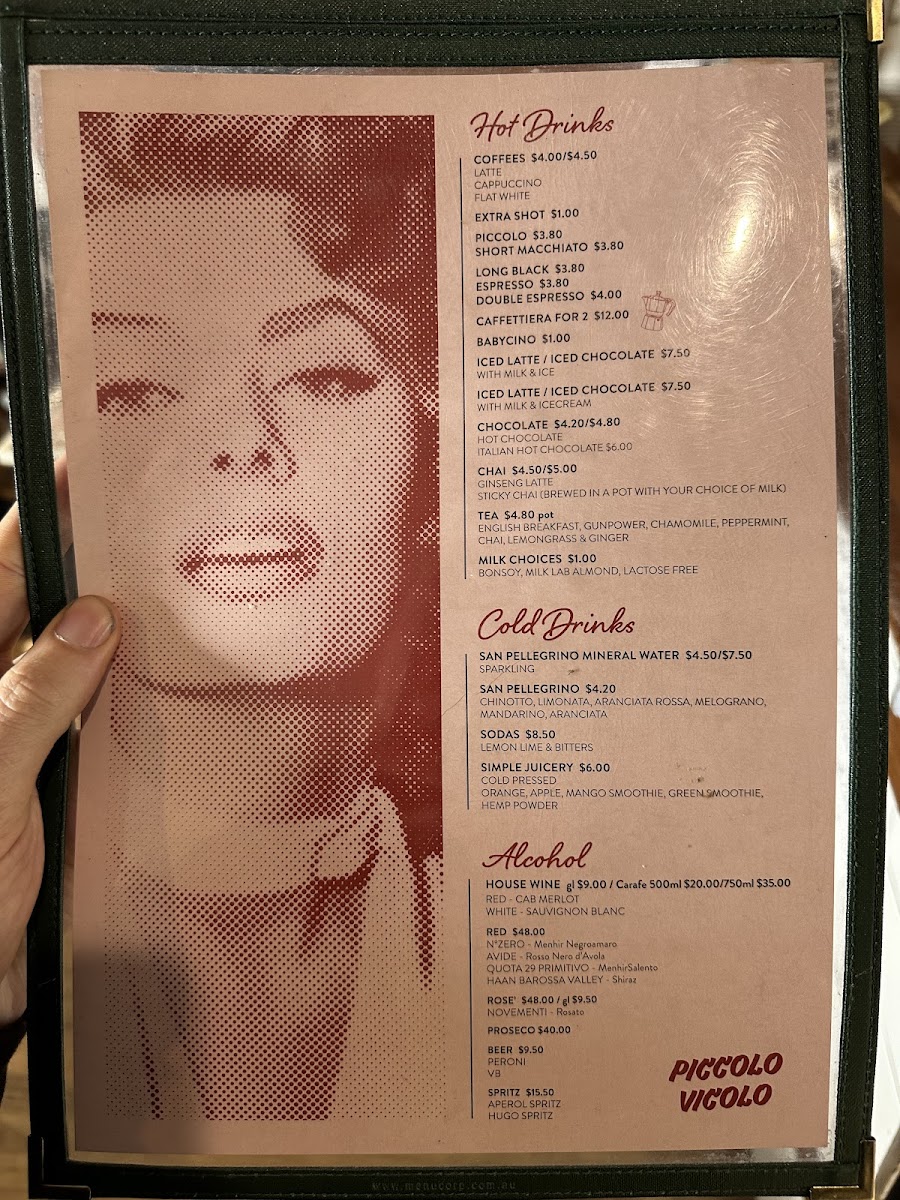 Hot Drinks
COFFEES $4.00/$4.50
LATTE
CAPPUCCINO
FLAT WHITE
EXTRA SHOT $1.00
PICCOLO $3.80
SHORT MACCHIATO $3.80
LONG BLACK $3.80
ESPRESSO $3.80
DOUBLE ESPRESSO $4.00
CAFFETTIERA FOR 2 $12.00
BABYCINO $1.00
ICED LATTE / ICED CHOCOLATE $7.50
WITH MILK & ICE
ICED LATTE / ICED CHOCOLATE $7.50
WITH MILK & ICECREAM
CHOCOLATE $4.20/$4.80
HOT CHOCOLATE
ITALIAN HOT CHOCOLATE $6.00
CHAI $4.50/$5.00
GINSENG LATTE
STICKY CHAI (BREWED IN A POT WITH YOUR CHOICE OF MILK)
TEA $4.80 pot
ENGLISH BREAKFAST, GUNPOWER, CHAMOMILE, PEPPERMINT,
CHAI, LEMONGRASS & GINGER
MILK CHOICES $1.00
BONSOY, MILK LAB ALMOND, LACTOSE FREE
Cold Drinks
SAN PELLEGRINO MINERAL WATER $4.50/$7.50
SPARKLING
SAN PELLEGRINO $4.20
CHINOTTO, LIMONATA, ARANCIATA ROSSA, MELOGRANO,
MANDARINO, ARANCIATA
SODAS $8.50
LEMON LIME & BITTERS
SIMPLE JUICERY $6.00
COLD PRESSED
ORANGE, APPLE, MANGO SMOOTHIE, GREEN SMOOTHIE,
HEMP POWDER
Alcohol
HOUSE WINE gl $9.00 / Carafe 500ml $20.00/750ml $35.00
RED - CAB MERLOT
WHITE - SAUVIGNON BLANC
RED $48.00
N°ZERO - Menhir Negroamaro
AVIDE - Rosso Nero d'Avola
QUOTA 29 PRIMITIVO - MenhirSalento
HAAN BAROSSA VALLEY - Shiraz
ROSE' $48.00 / gl $9.50
NOVEMENTI - Rosato
PROSECO $40.00
BEER $9.50
PERONI
VB
SPRITZ $15.50
APEROL SPRITZ
HUGO SPRITZ
PICCOLO
VICOLO
www.menucorp.com.au